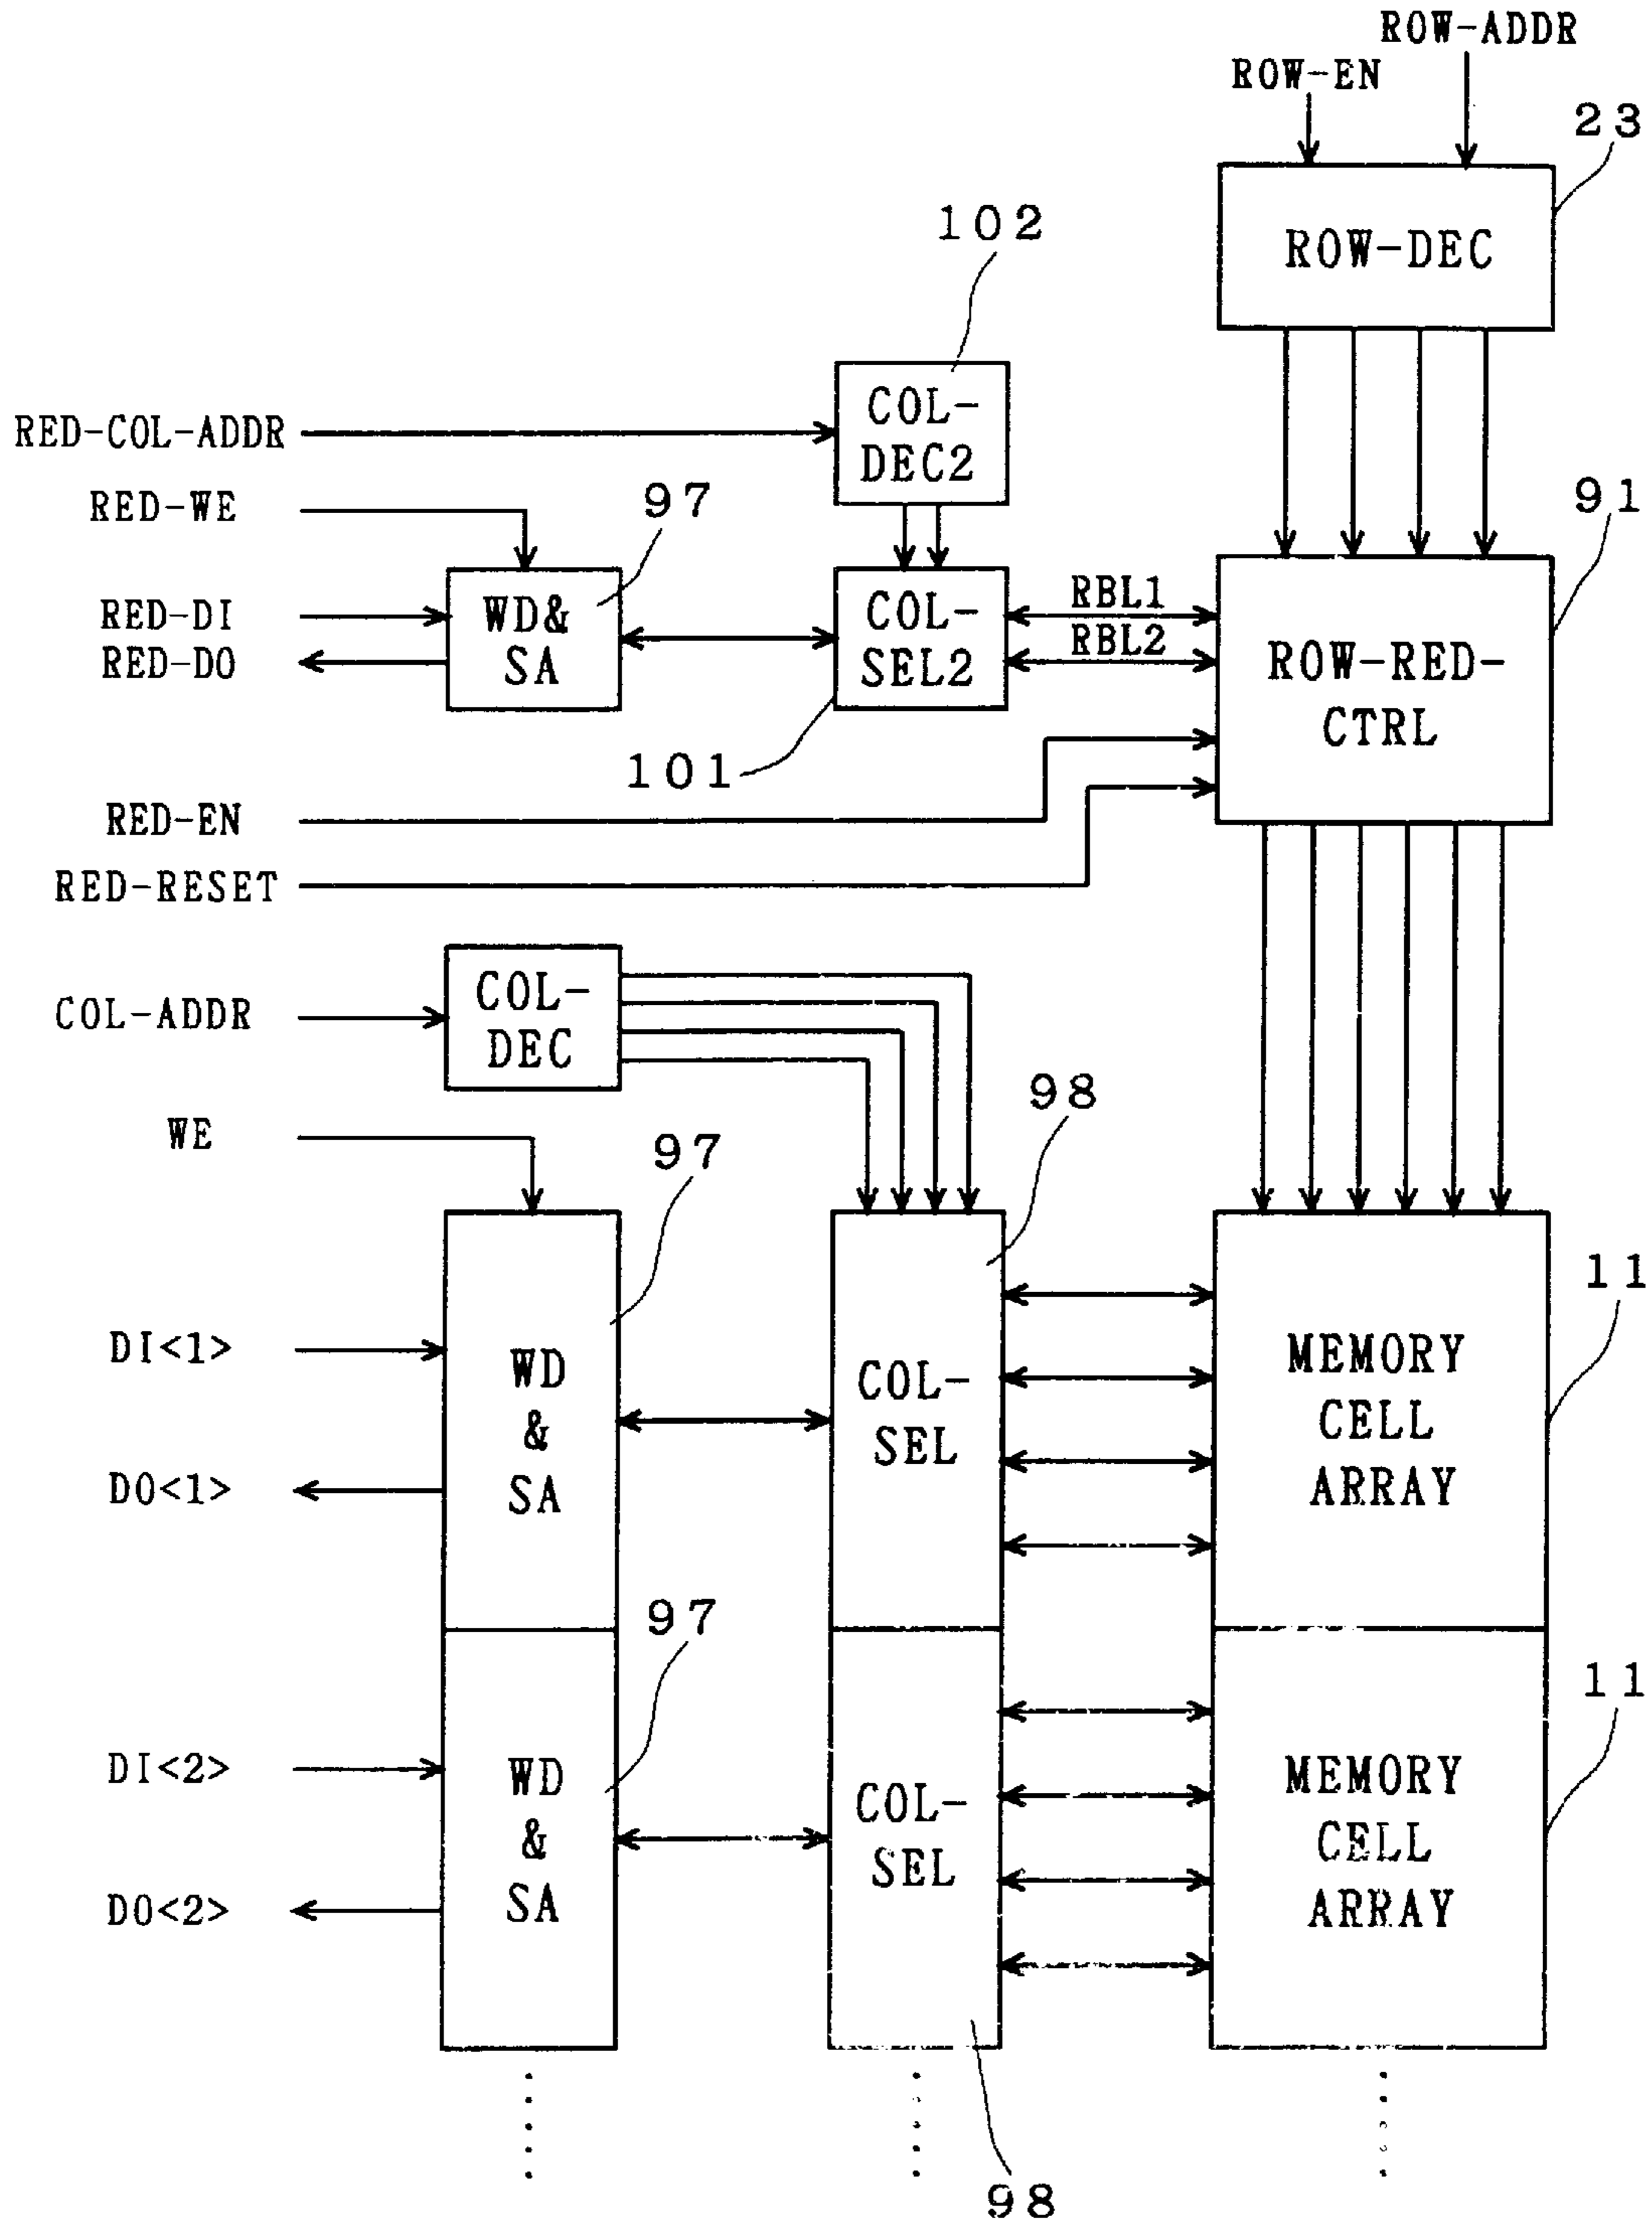 ROW-ADDR
ROW-EN
23
ROW-DEC
102
COL-
DEC2
RED-COL-ADDR
RED-WE
97
91
RED-DI
RED-DO
WD&
SA
COL-
SEL2
RBL1
RBL2
ROW-RED-
CTRL
101
RED-EN
RED-RESET
COL-ADDR
COL-
DEC
WE
97
98
11
DI<1>
DO<1>
WD
&
SA
COL-
SEL
MEMORY
CELL
ARRAY
97
11
DI<2>
DO<2>
WD
&
SA
COL-
SEL
MEMORY
CELL
ARRAY
98